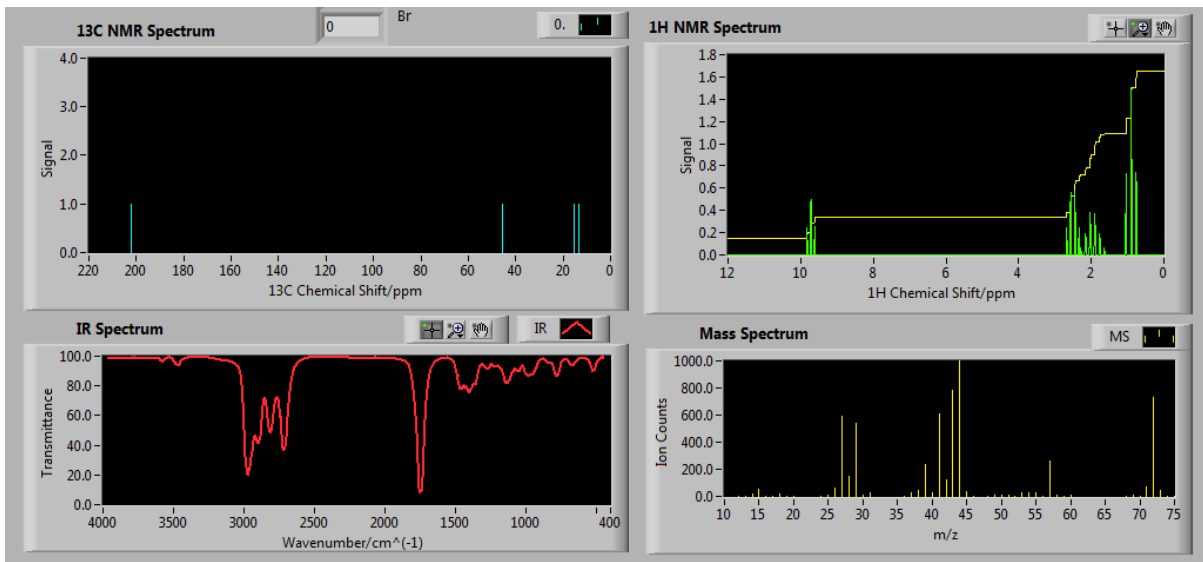 13C NMR Spectrum
0
Br
0.
4.0
3.0
2.0
1.0
0.0
Signal
220 200 180 160 140 120 100 80 60 40 20 0
13C Chemical Shift/ppm
1H NMR Spectrum
1.8
1.6
1.4
1.2
1.0
0.8
0.6
0.4
0.2
0.0
Signal
12 10 8 6 4 2 0
1H Chemical Shift/ppm
IR Spectrum
IR
100.0
80.0
60.0
40.0
20.0
0.0
Transmittance
4000 3500 3000 2500 2000 1500 1000 400
Wavenumber/cm^(-1)
Mass Spectrum
MS
1000.0
800.0
600.0
400.0
200.0
0.0
Ion Counts
10 15 20 25 30 35 40 45 50 55 60 65 70 75
m/z